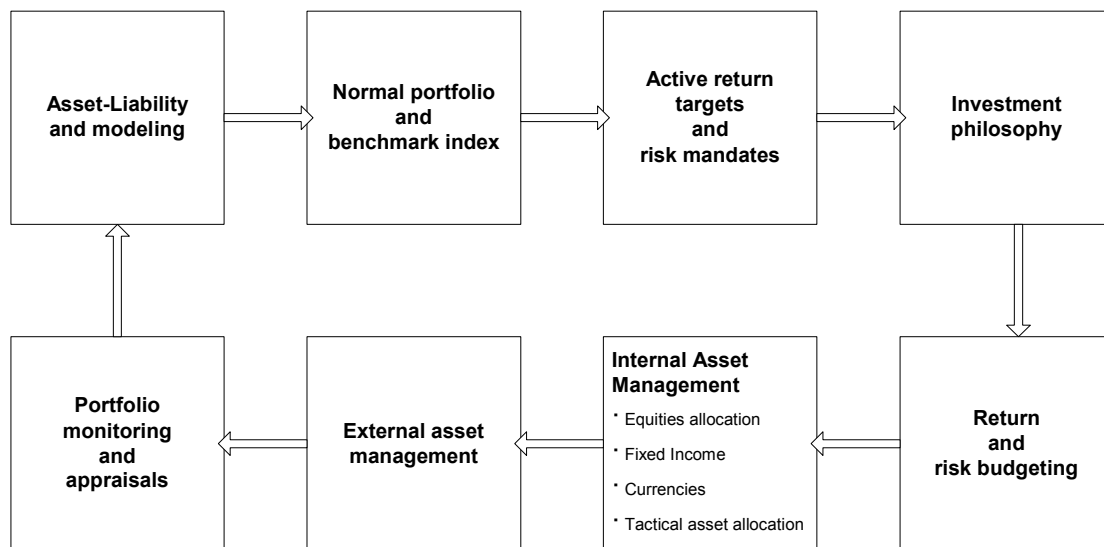 Asset-Liability
and modeling
Normal portfolio
and
benchmark index
Active return
targets
and
risk mandates
Investment
philosophy
Portfolio
monitoring
and
appraisals
External asset
management
Internal Asset
Management
· Equities allocation
· Fixed Income
· Currencies
· Tactical asset allocation
Return
and
risk budgeting